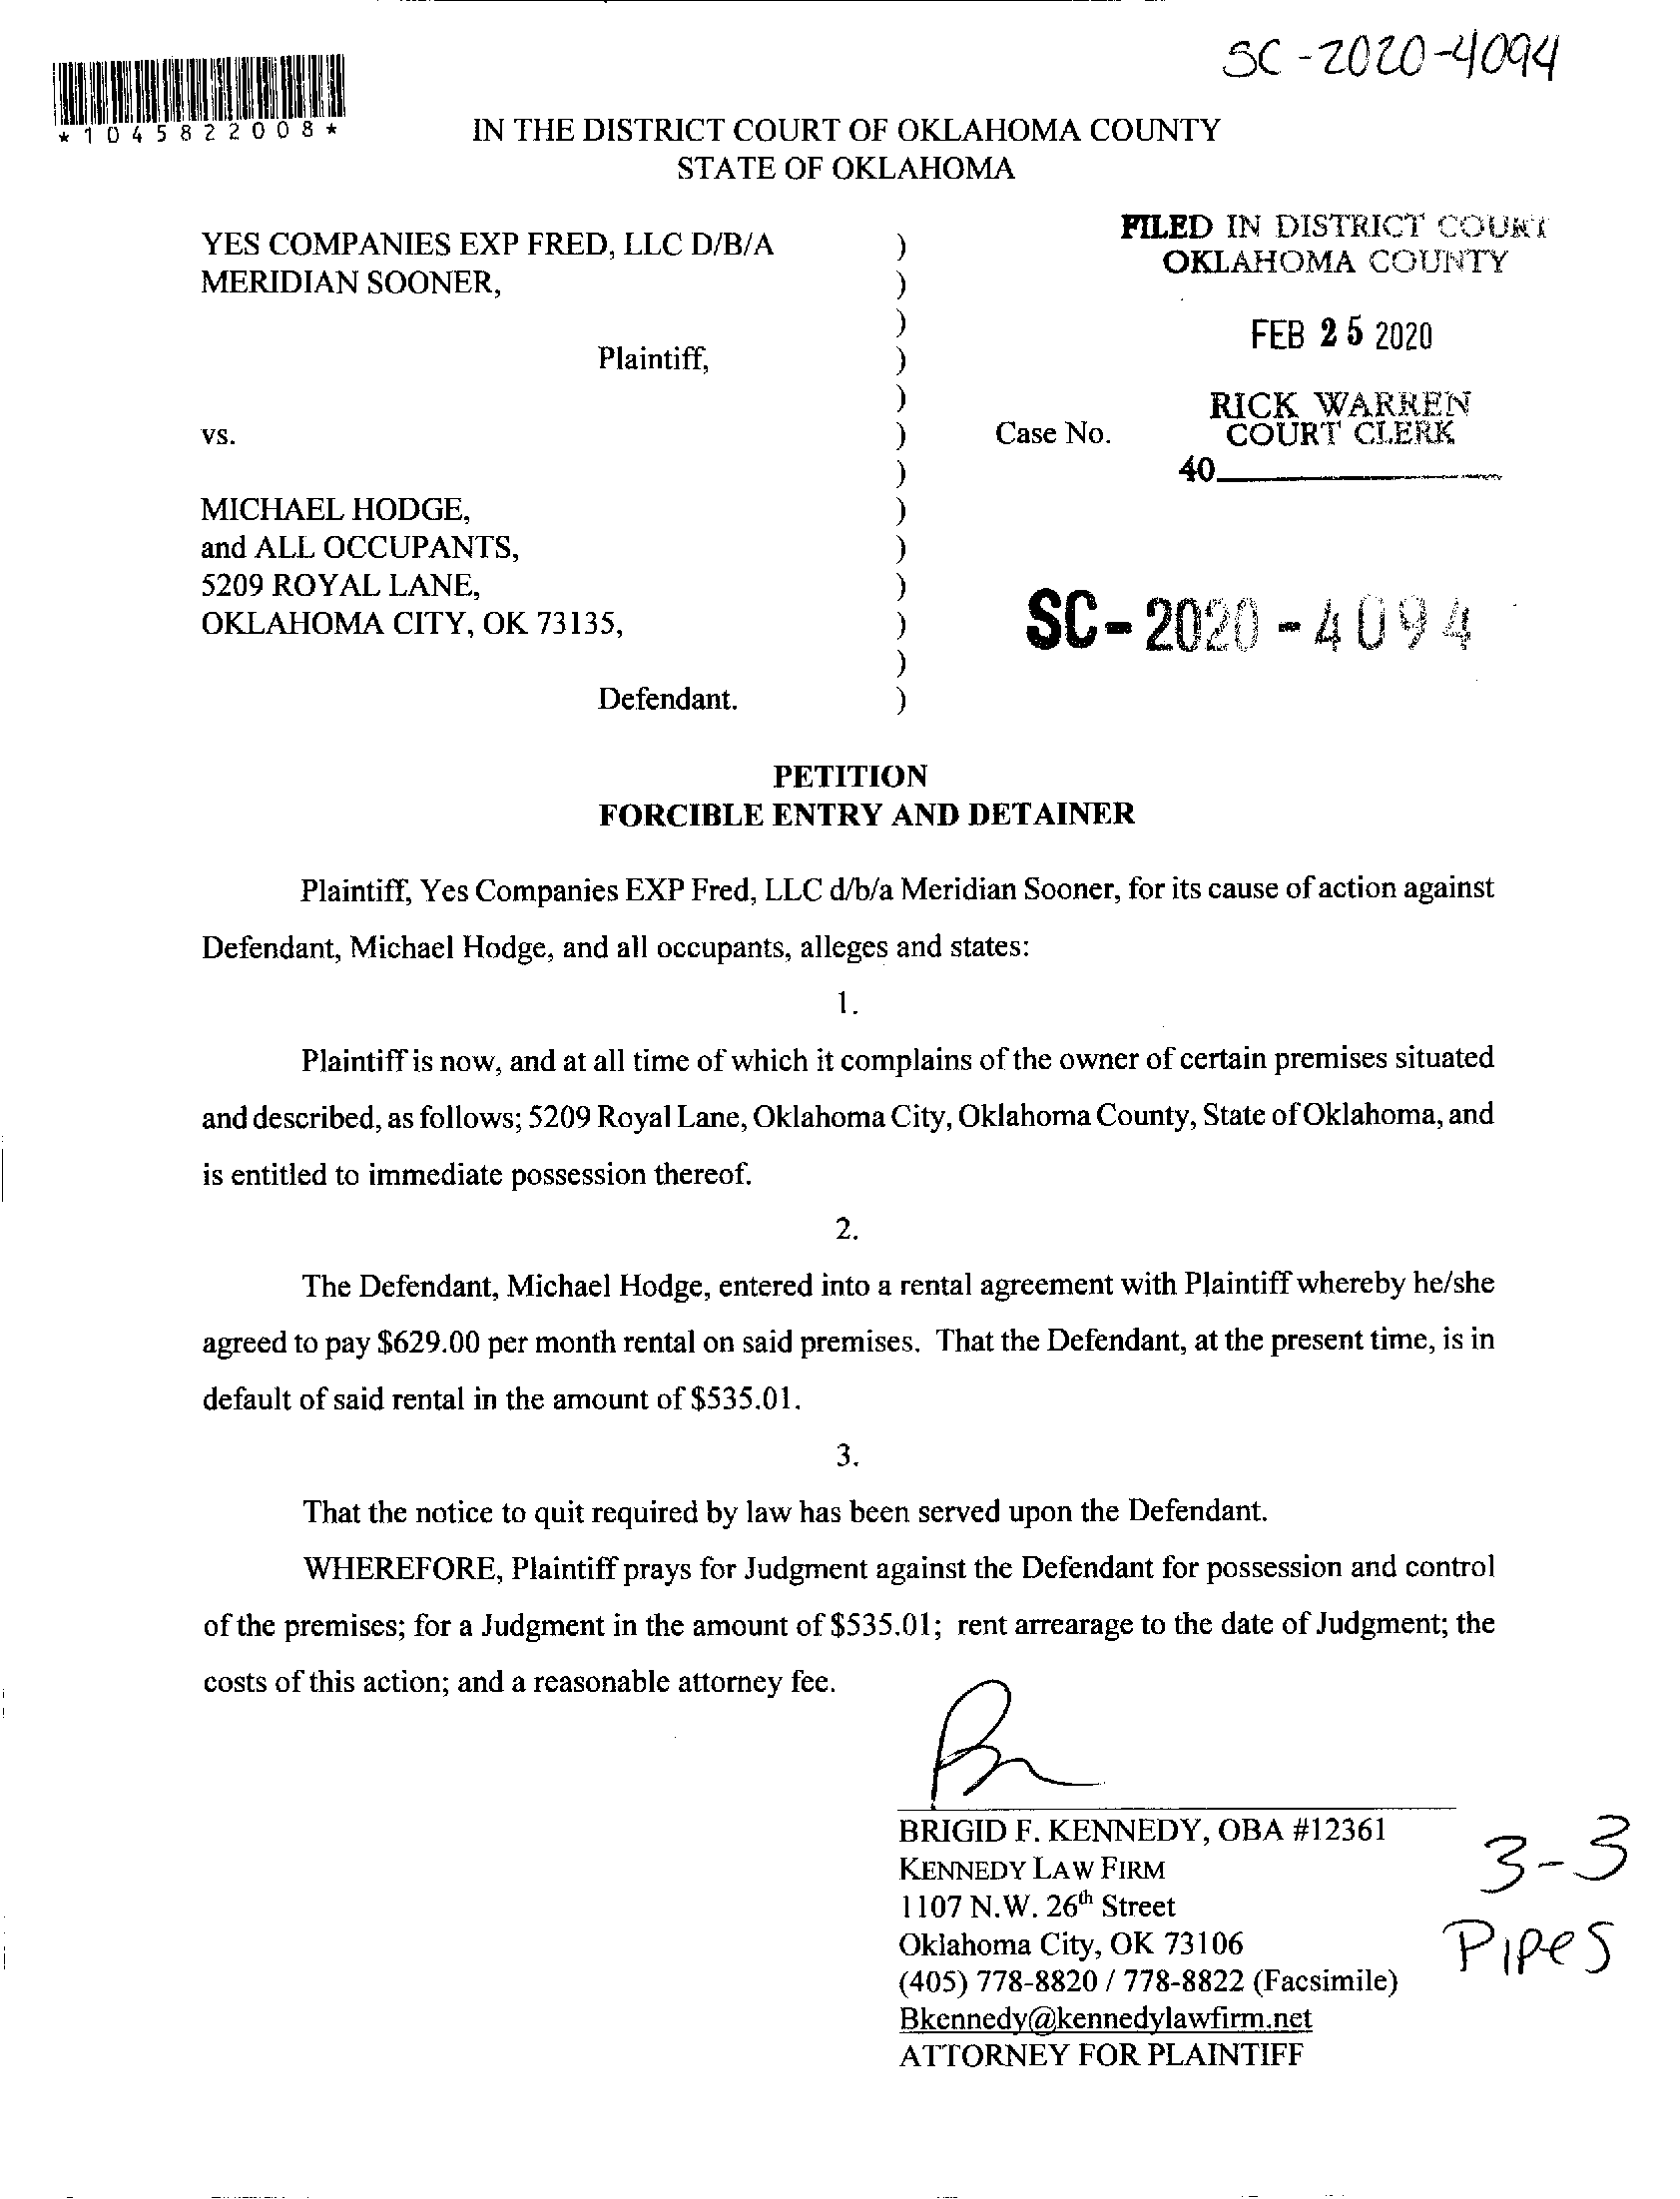 SC-2020-4094
*1045822008*
IN THE DISTRICT COURT OF OKLAHOMA COUNTY
STATE OF OKLAHOMA
FILED IN DISTRICT COURT
OKLAHOMA COUNTY
FEB 25 2020
RICK WARREN
COURT CLERK
40
YES COMPANIES EXP FRED, LLC D/B/A )
MERIDIAN SOONER, )
)
Plaintiff, )
)
vs. ) Case No.
)
MICHAEL HODGE, )
and ALL OCCUPANTS, )
5209 ROYAL LANE, )
OKLAHOMA CITY, OK 73135, )
)
Defendant. )
SC-2020-4094
PETITION
FORCIBLE ENTRY AND DETAINER
Plaintiff, Yes Companies EXP Fred, LLC d/b/a Meridian Sooner, for its cause of action against
Defendant, Michael Hodge, and all occupants, alleges and states:
1.
Plaintiff is now, and at all time of which it complains of the owner of certain premises situated
and described, as follows; 5209 Royal Lane, Oklahoma City, Oklahoma County, State of Oklahoma, and
is entitled to immediate possession thereof.
2.
The Defendant, Michael Hodge, entered into a rental agreement with Plaintiff whereby he/she
agreed to pay $629.00 per month rental on said premises. That the Defendant, at the present time, is in
default of said rental in the amount of $535.01.
3.
That the notice to quit required by law has been served upon the Defendant.
WHEREFORE, Plaintiff prays for Judgment against the Defendant for possession and control
of the premises; for a Judgment in the amount of $535.01; rent arrearage to the date of Judgment; the
costs of this action; and a reasonable attorney fee.
BRIGID F. KENNEDY, OBA #12361
KENNEDY LAW FIRM
1107 N.W. 26th Street
Oklahoma City, OK 73106
(405) 778-8820 / 778-8822 (Facsimile)
Bkennedy@kennedylawfirm.net
ATTORNEY FOR PLAINTIFF
3-3
Pipes